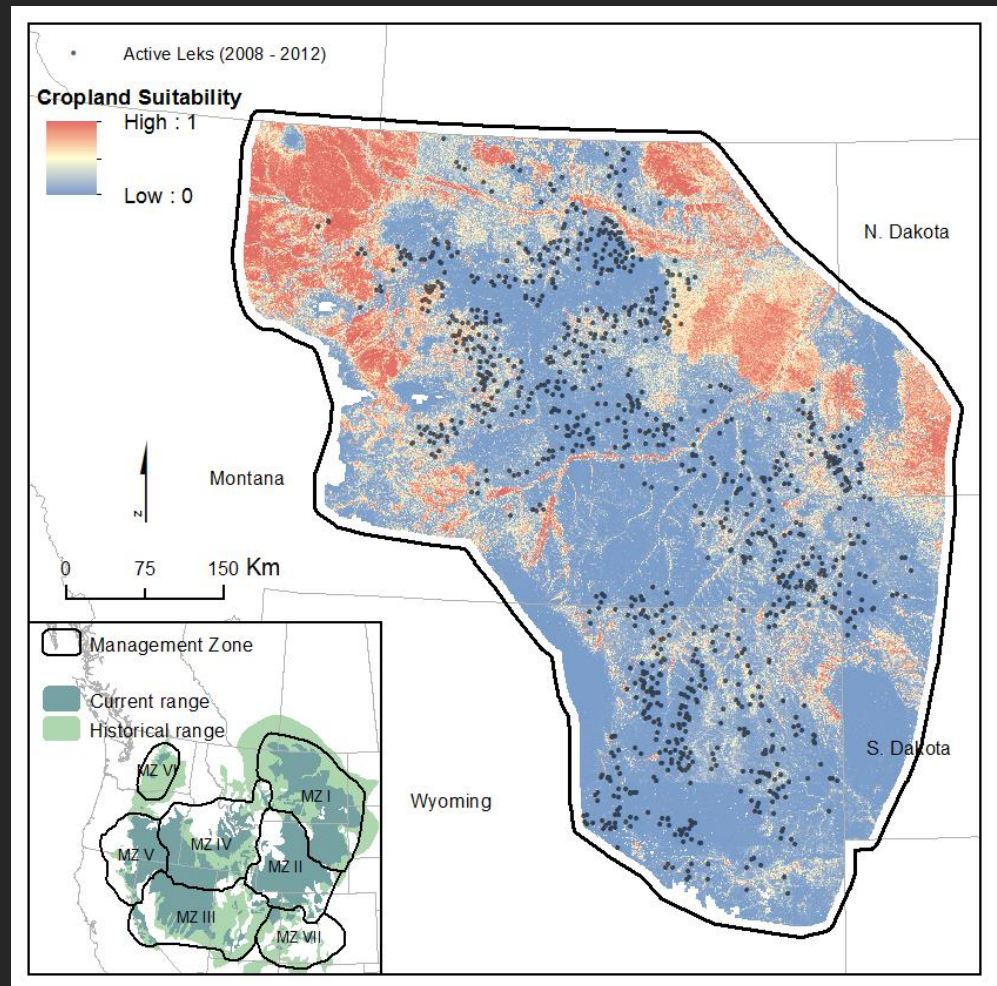 Active Leks (2008 - 2012)
Cropland Suitability
High : 1
Low : 0
N. Dakota
Montana
N
0 75 150 Km
Management Zone
Current range
Historical range
S. Dakota
Wyoming
MZ VI
MZ I
MZ IV
MZ V
MZ II
MZ III
MZ VII